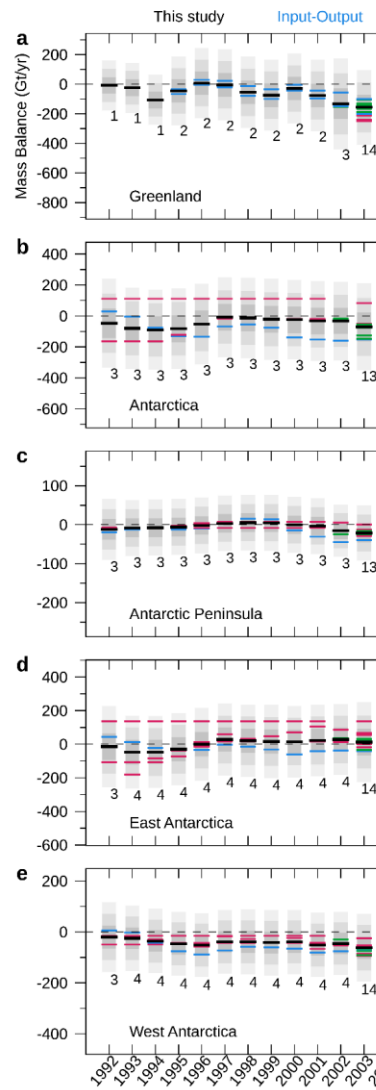 This study Input-Output
a
Mass Balance (Gt/yr)
200
0
-200
-400
-600
-800
1 1 1 2 2 2 2 2 2 2 3 14
Greenland
b
400
200
0
-200
-400
-600
3 3 3 3 3 3 3 3 3 3 3 13
Antarctica
c
100
0
-100
-200
3 3 3 3 3 3 3 3 3 3 3 13
Antarctic Peninsula
d
400
200
0
-200
-400
-600
3 4 4 4 4 4 4 4 4 4 4 14
East Antarctica
e
200
0
-200
-400
3 4 4 4 4 4 4 4 4 4 4 14
West Antarctica
1992 1993 1994 1995 1996 1997 1998 1999 2000 2001 2002 2003